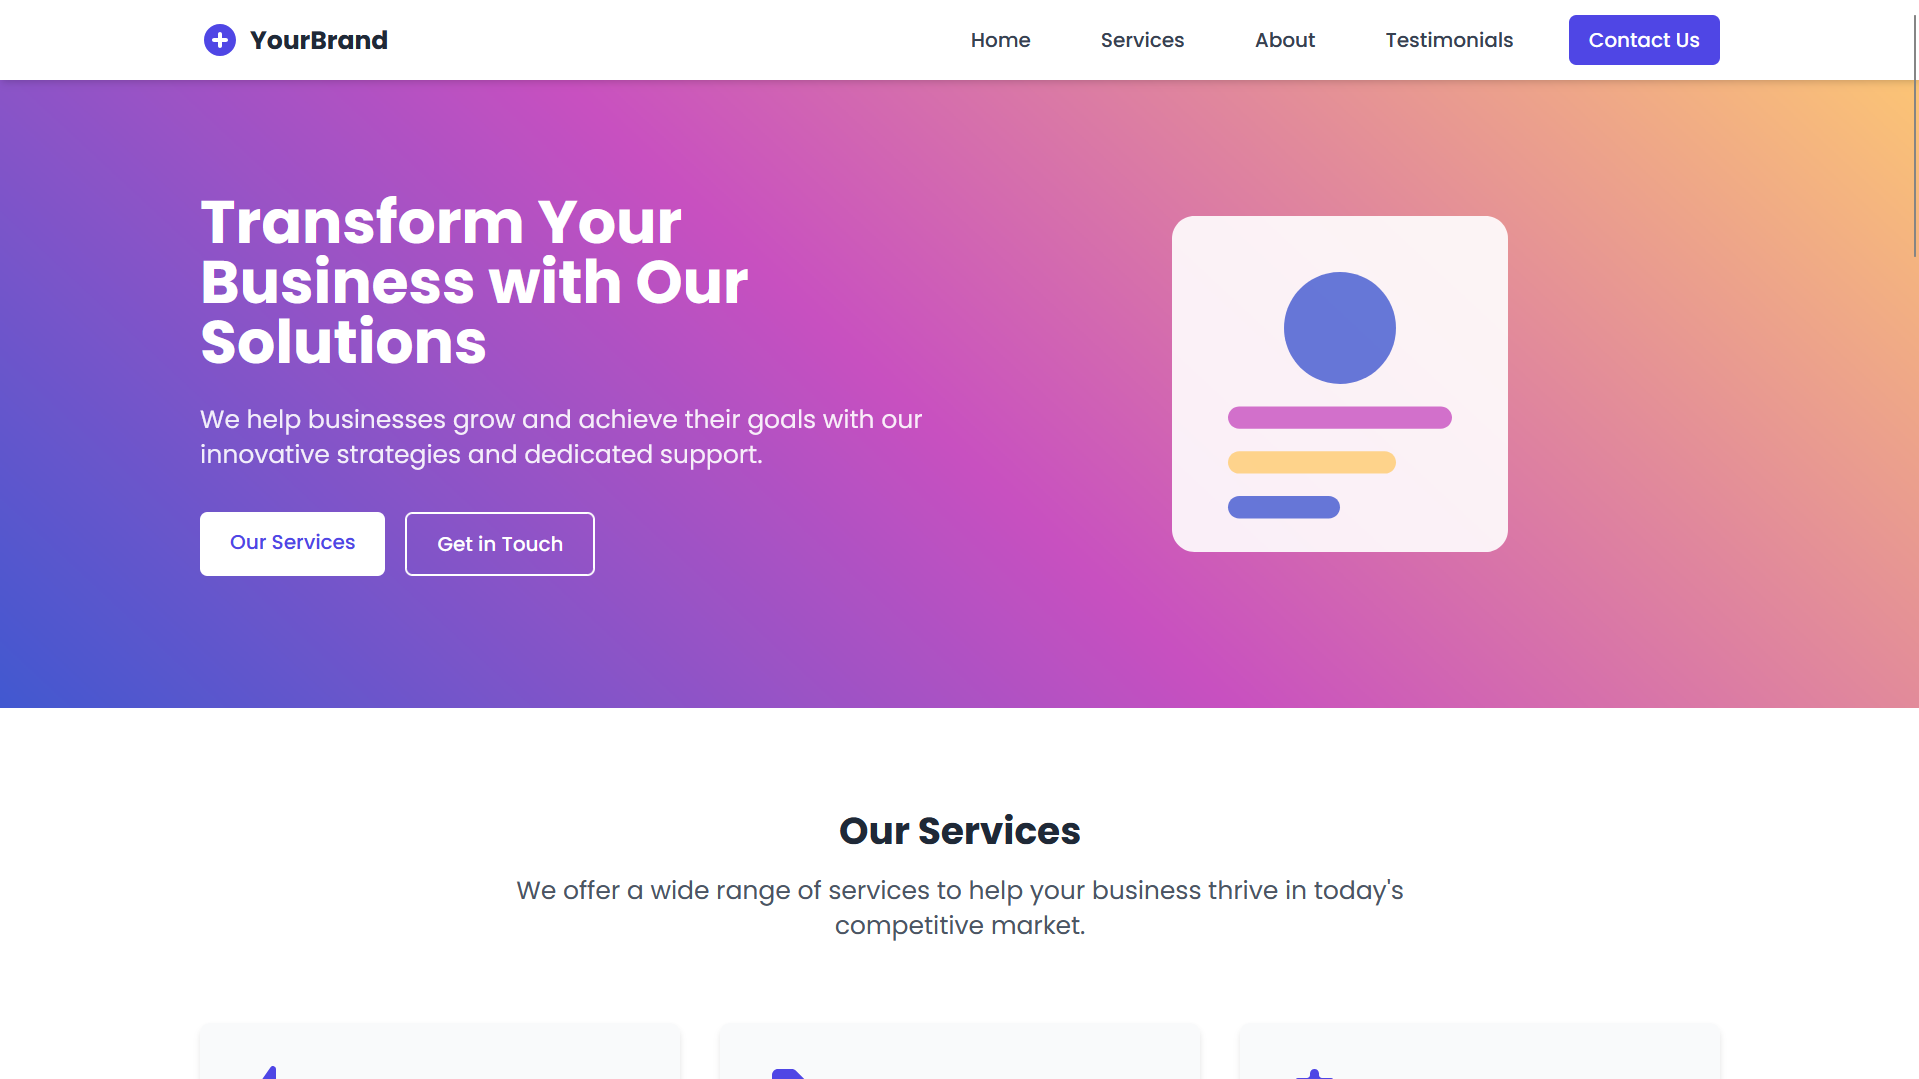 YourBrand
Home
Services
About
Testimonials
Contact Us
Transform Your
Business with Our
Solutions
We help businesses grow and achieve their goals with our
innovative strategies and dedicated support.
Our Services
Get in Touch
Our Services
We offer a wide range of services to help your business thrive in today's
competitive market.